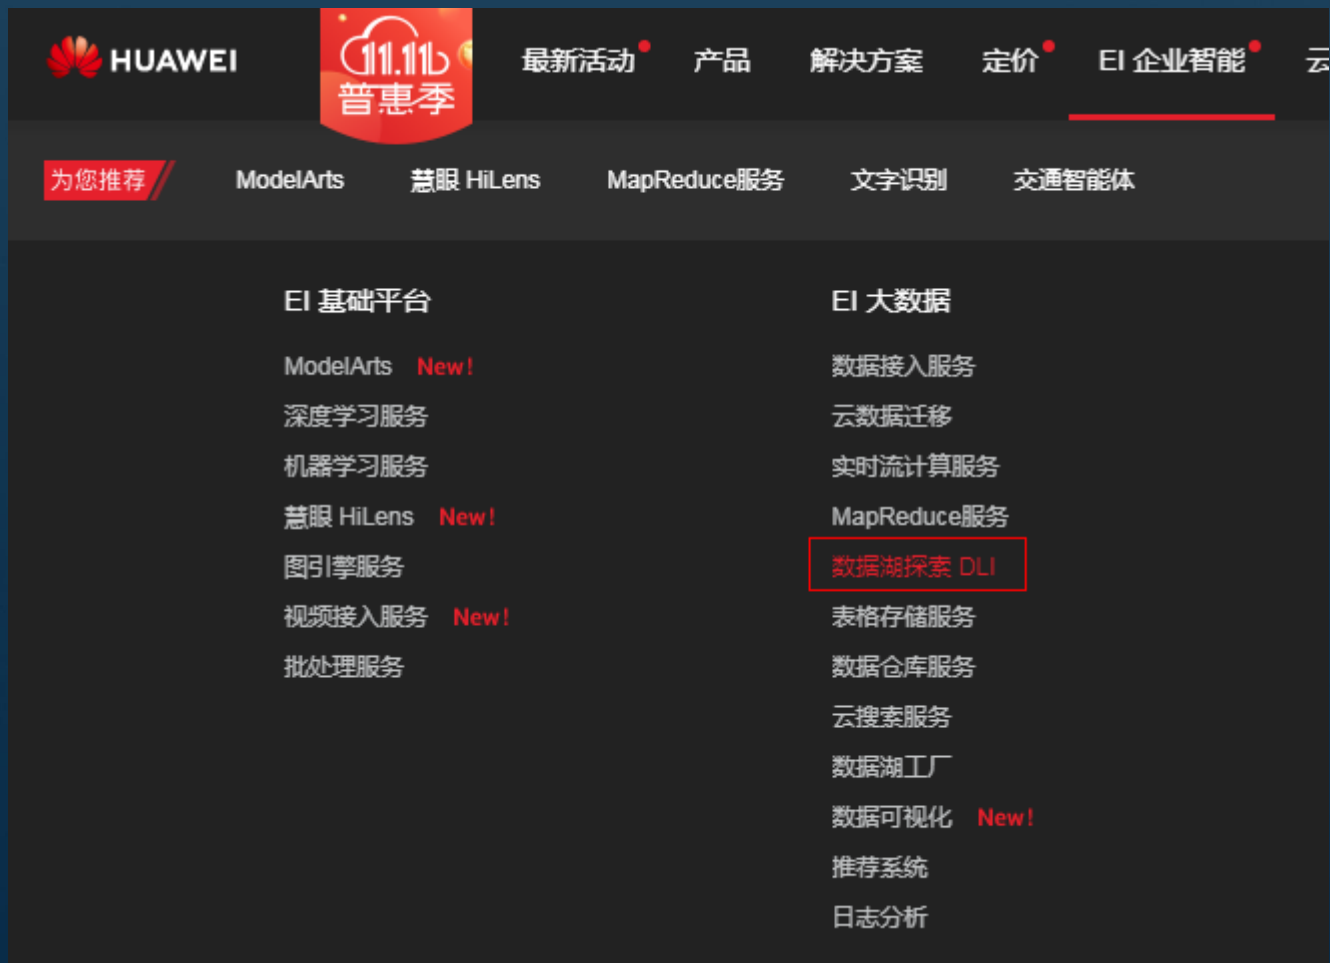 HUAWEI
11.11
普惠季
最新活动 产品 解决方案 定价 EI 企业智能 云
为您推荐 ModelArts 慧眼 HiLens MapReduce服务 文字识别 交通智能体
EI 基础平台
ModelArts New!
深度学习服务
机器学习服务
慧眼 HiLens New!
图引擎服务
视频接入服务 New!
批处理服务
EI 大数据
数据接入服务
云数据迁移
实时流计算服务
MapReduce服务
数据湖探索 DLI
表格存储服务
数据仓库服务
云搜索服务
数据湖工厂
数据可视化 New!
推荐系统
日志分析